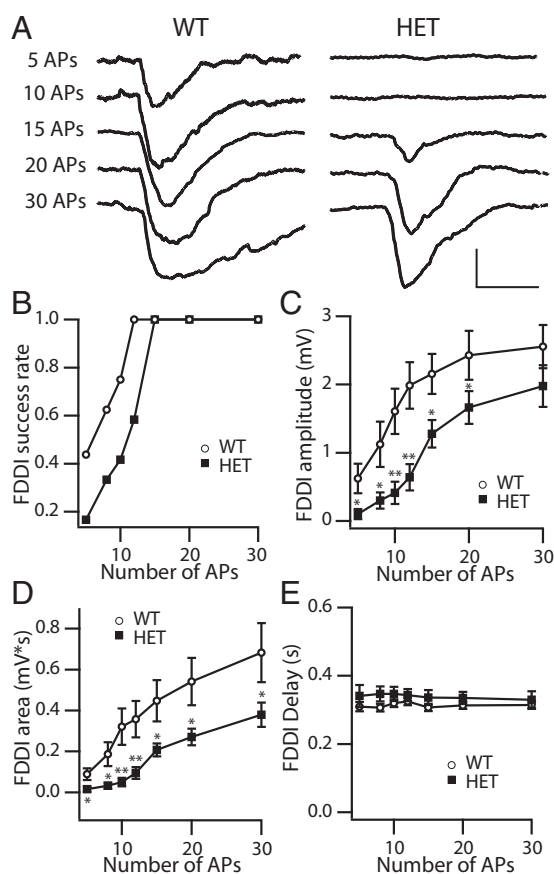 A
WT
HET
5 APs
10 APs
15 APs
20 APs
30 APs
B
FDDI success rate
1.0
0.8
0.6
0.4
0.2
WT
HET
10
20
30
Number of APs
C
FDDI amplitude (mV)
3
2
1
0
*
*
**
**
*
*
WT
HET
10
20
30
Number of APs
D
FDDI area (mV*s)
0.8
0.6
0.4
0.2
0.0
WT
HET
*
*
**
**
*
*
*
10
20
30
Number of APs
E
FDDI Delay (s)
0.6
0.4
0.2
0.0
WT
HET
10
20
30
Number of APs